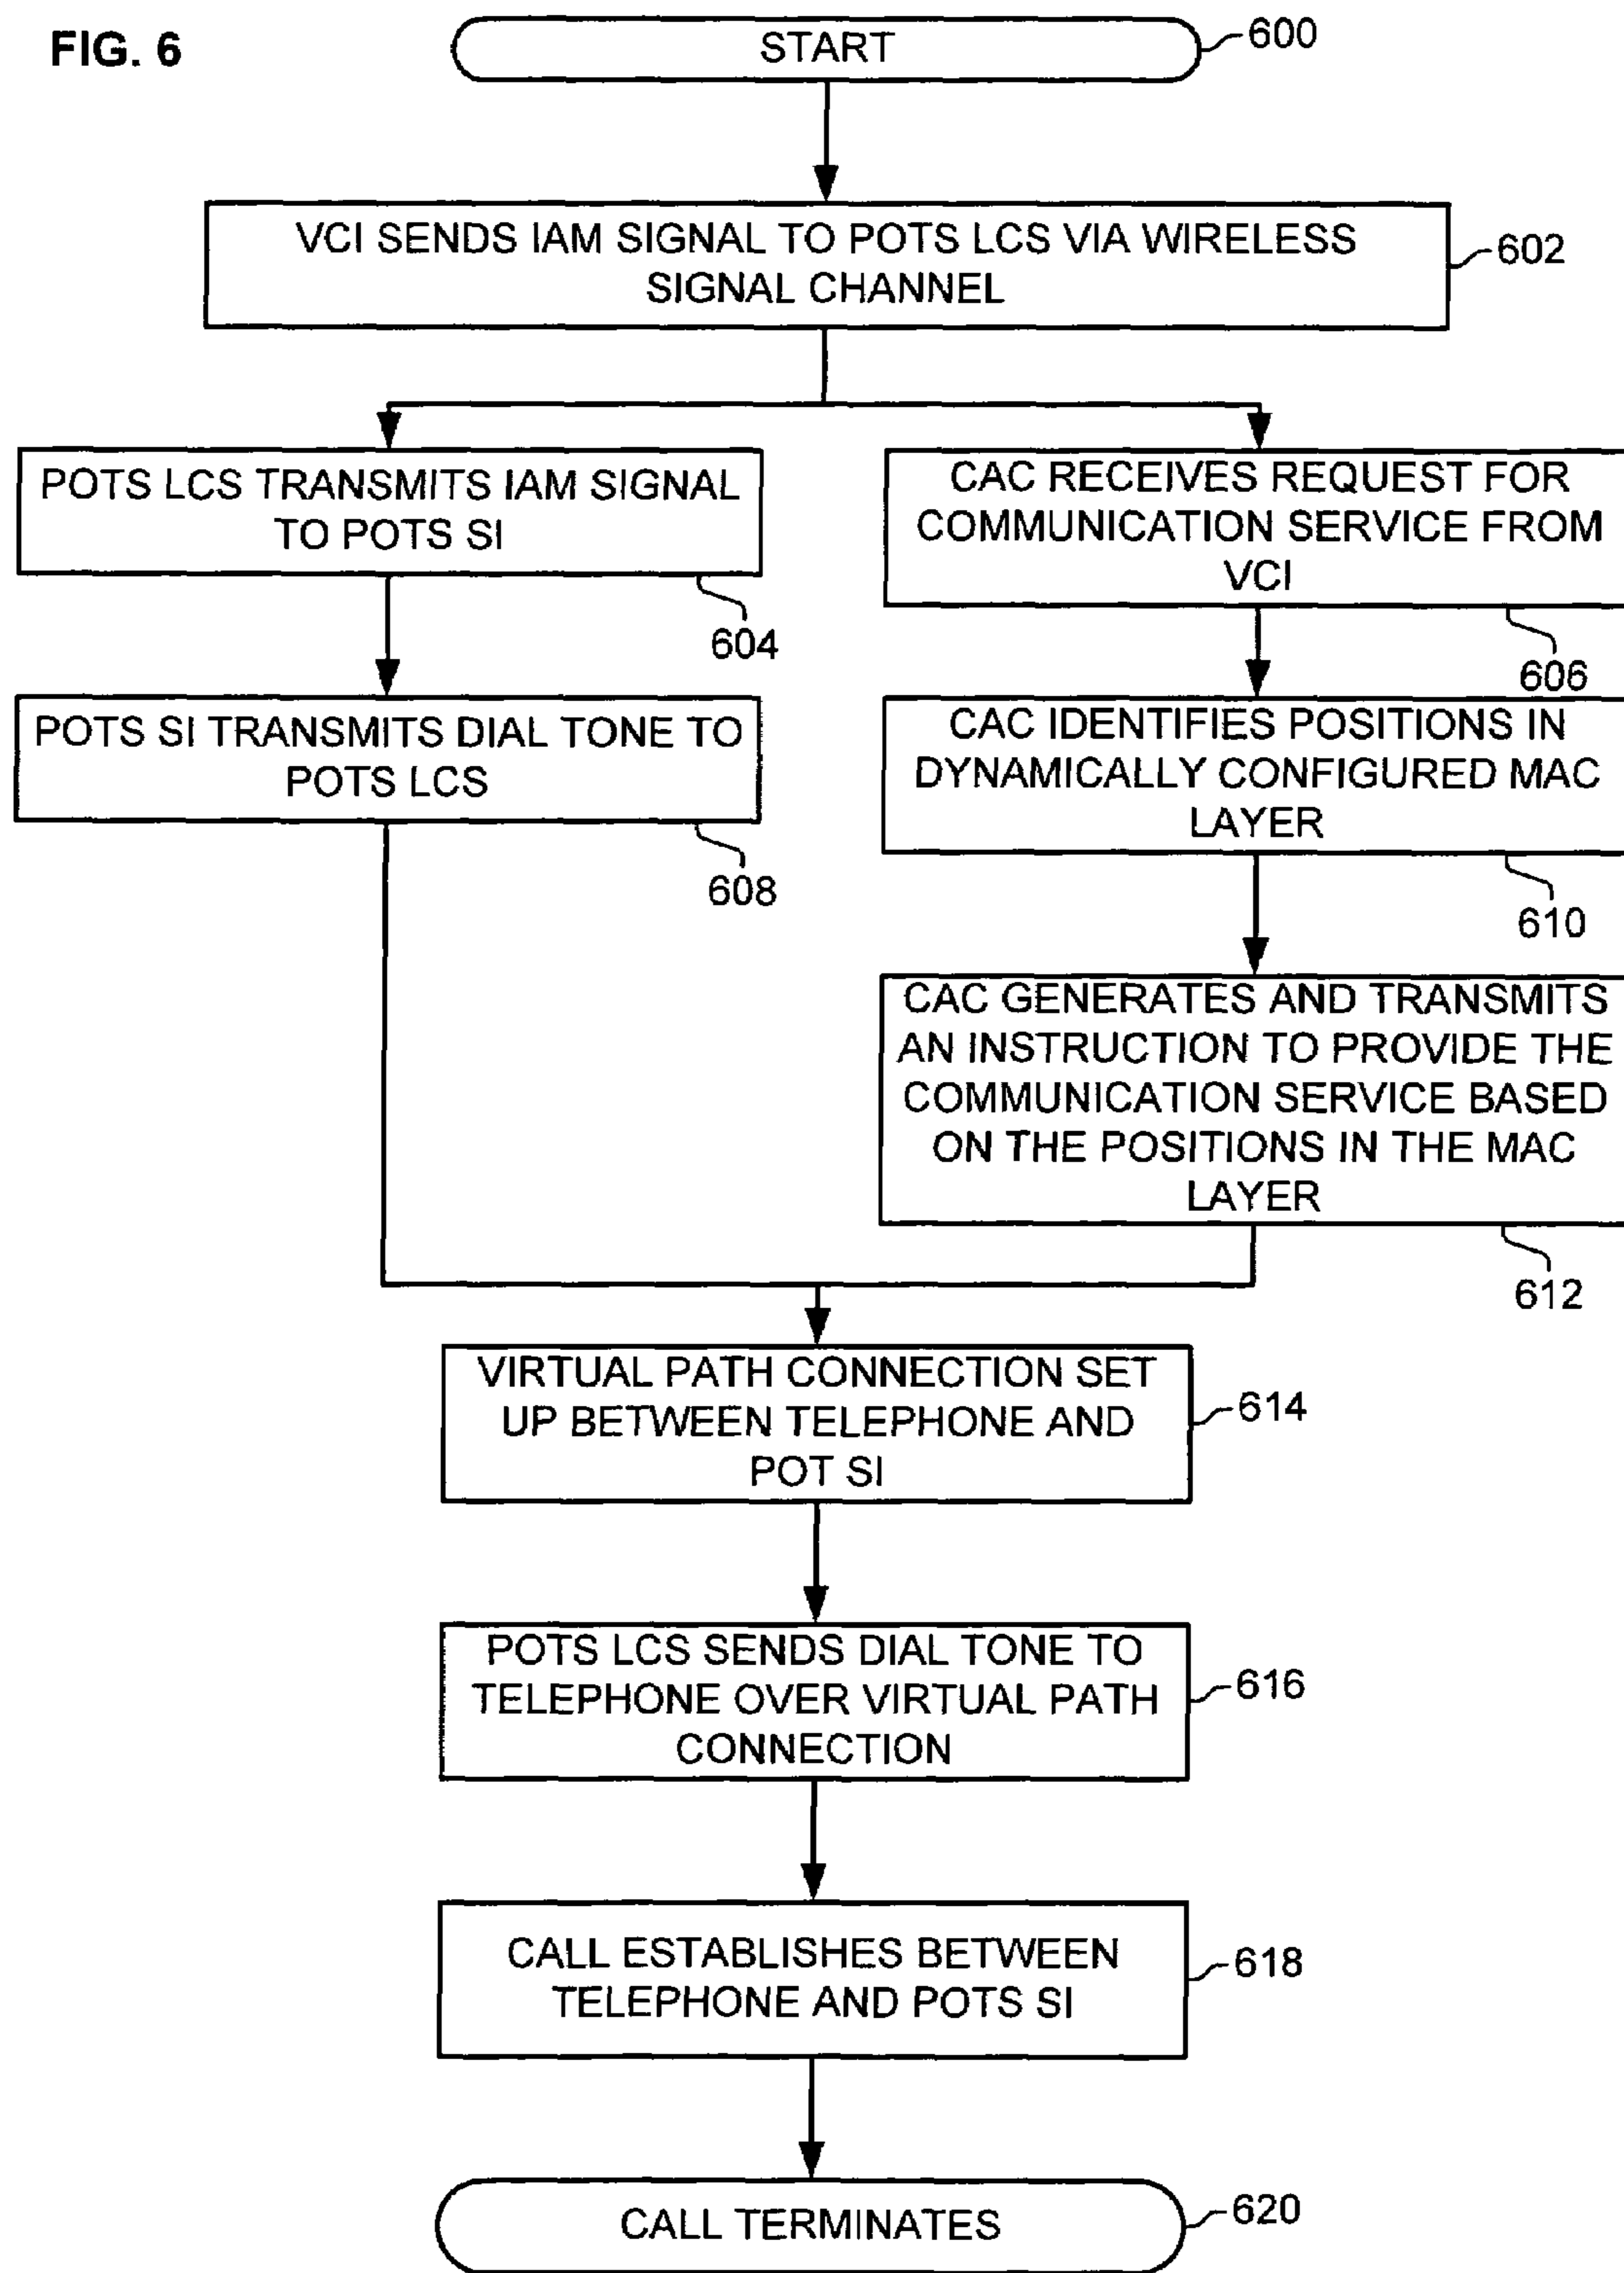 FIG. 6
START
600
VCI SENDS IAM SIGNAL TO POTS LCS VIA WIRELESS
SIGNAL CHANNEL
602
POTS LCS TRANSMITS IAM SIGNAL
TO POTS SI
604
CAC RECEIVES REQUEST FOR
COMMUNICATION SERVICE FROM
VCI
606
POTS SI TRANSMITS DIAL TONE TO
POTS LCS
608
CAC IDENTIFIES POSITIONS IN
DYNAMICALLY CONFIGURED MAC
LAYER
610
CAC GENERATES AND TRANSMITS
AN INSTRUCTION TO PROVIDE THE
COMMUNICATION SERVICE BASED
ON THE POSITIONS IN THE MAC
LAYER
612
VIRTUAL PATH CONNECTION SET
UP BETWEEN TELEPHONE AND
POT SI
614
POTS LCS SENDS DIAL TONE TO
TELEPHONE OVER VIRTUAL PATH
CONNECTION
616
CALL ESTABLISHES BETWEEN
TELEPHONE AND POTS SI
618
CALL TERMINATES
620